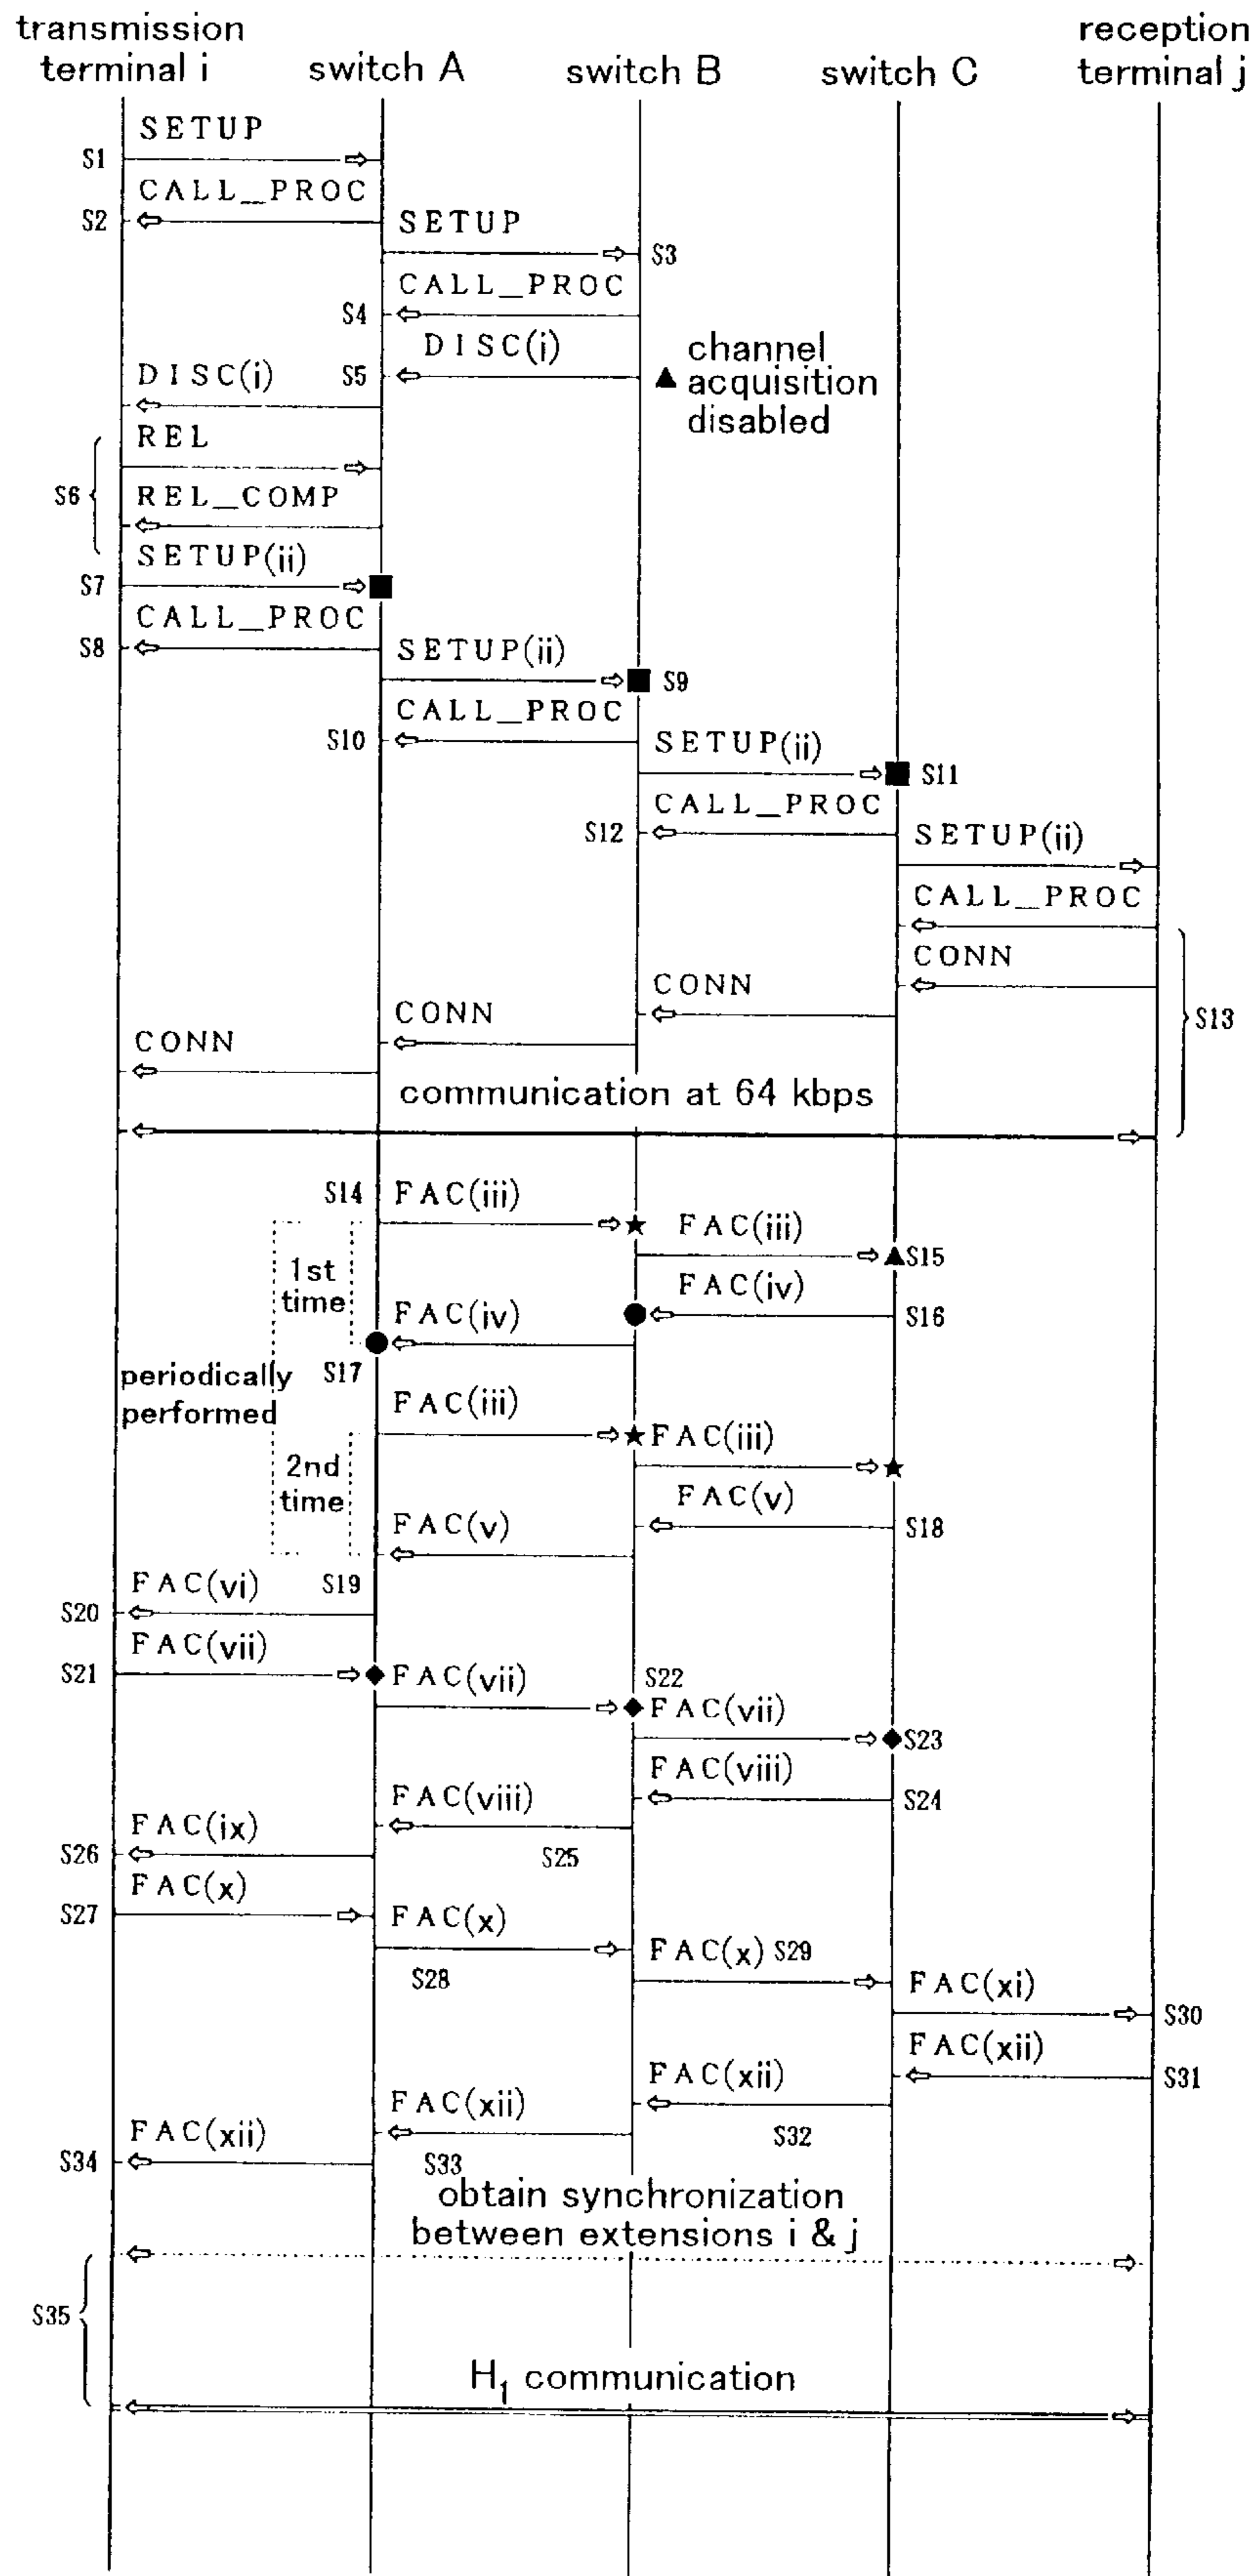 transmission
terminal i
switch A
switch B
switch C
reception
terminal j
SETUP
S1
CALL_PROC
S2
SETUP
S3
CALL_PROC
S4
DISC(i)
S5
channel
acquisition
disabled
DISC(i)
REL
S6
REL_COMP
SETUP(ii)
S7
CALL_PROC
S8
SETUP(ii)
S9
CALL_PROC
S10
SETUP(ii)
S11
CALL_PROC
S12
SETUP(ii)
CALL_PROC
CONN
CONN
CONN
CONN
S13
communication at 64 kbps
S14
FAC(iii)
FAC(iii)
S15
1st
time
FAC(iv)
S16
FAC(iv)
S17
periodically
performed
FAC(iii)
FAC(iii)
2nd
time
FAC(v)
S18
FAC(v)
S19
FAC(vi)
S20
FAC(vii)
S21
FAC(vii)
S22
FAC(vii)
S23
FAC(viii)
S24
FAC(viii)
S25
FAC(ix)
S26
FAC(x)
S27
FAC(x)
S28
FAC(x) S29
FAC(xi)
S30
FAC(xii)
S31
FAC(xii)
S32
FAC(xii)
S33
FAC(xii)
S34
obtain synchronization
between extensions i & j
S35
H1 communication